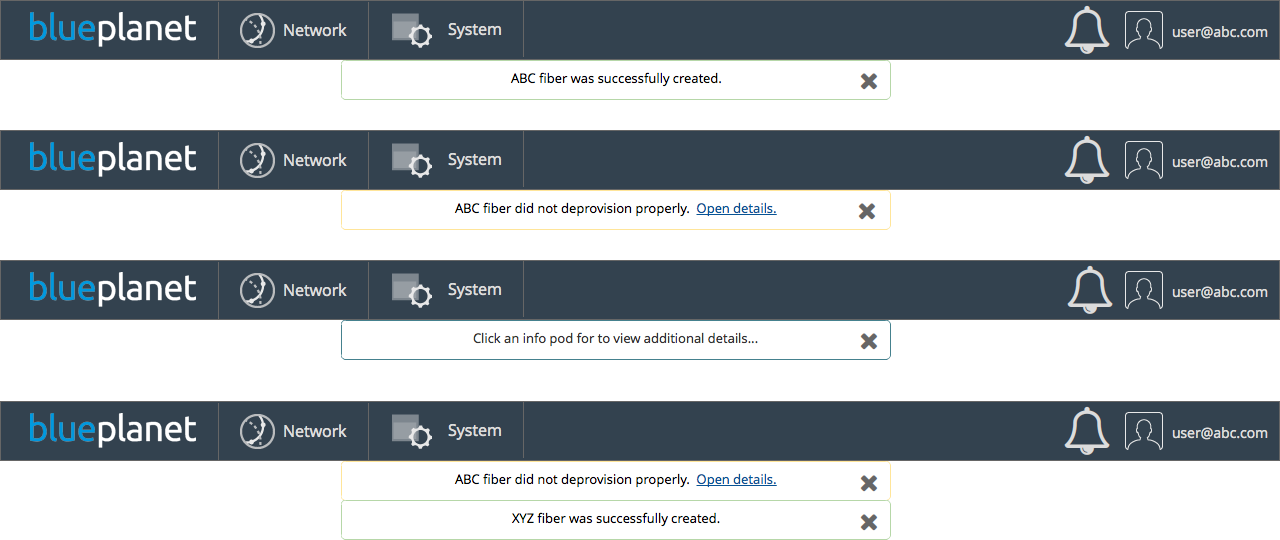 blueplanet Network System user@abc.com
ABC fiber was successfully created.
blueplanet Network System user@abc.com
ABC fiber did not deprovision properly. Open details.
blueplanet Network System user@abc.com
Click an info pod for to view additional details...
blueplanet Network System user@abc.com
ABC fiber did not deprovision properly. Open details.
XYZ fiber was successfully created.